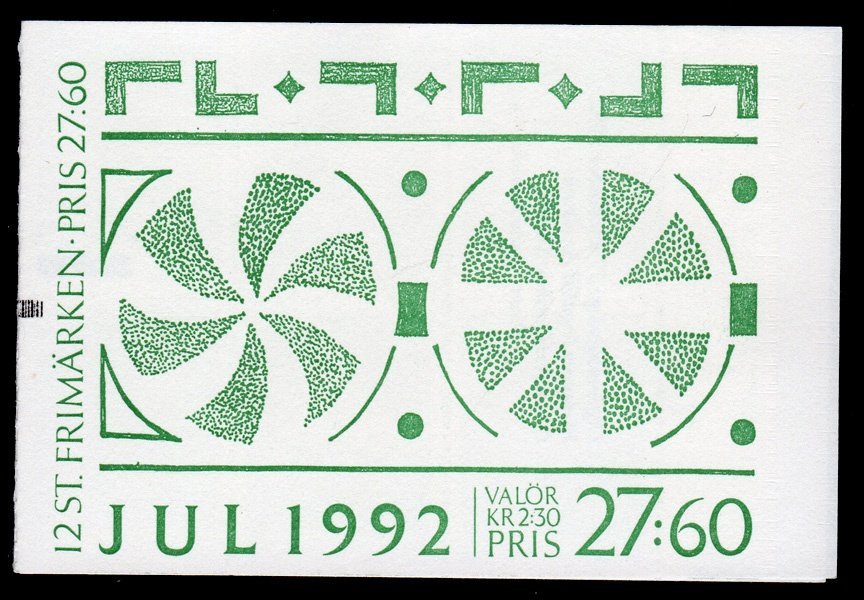 12 ST. FRIMÄRKEN · PRIS 27:60
JUL 1992
VALÖR
KR 2:30
PRIS
27:60